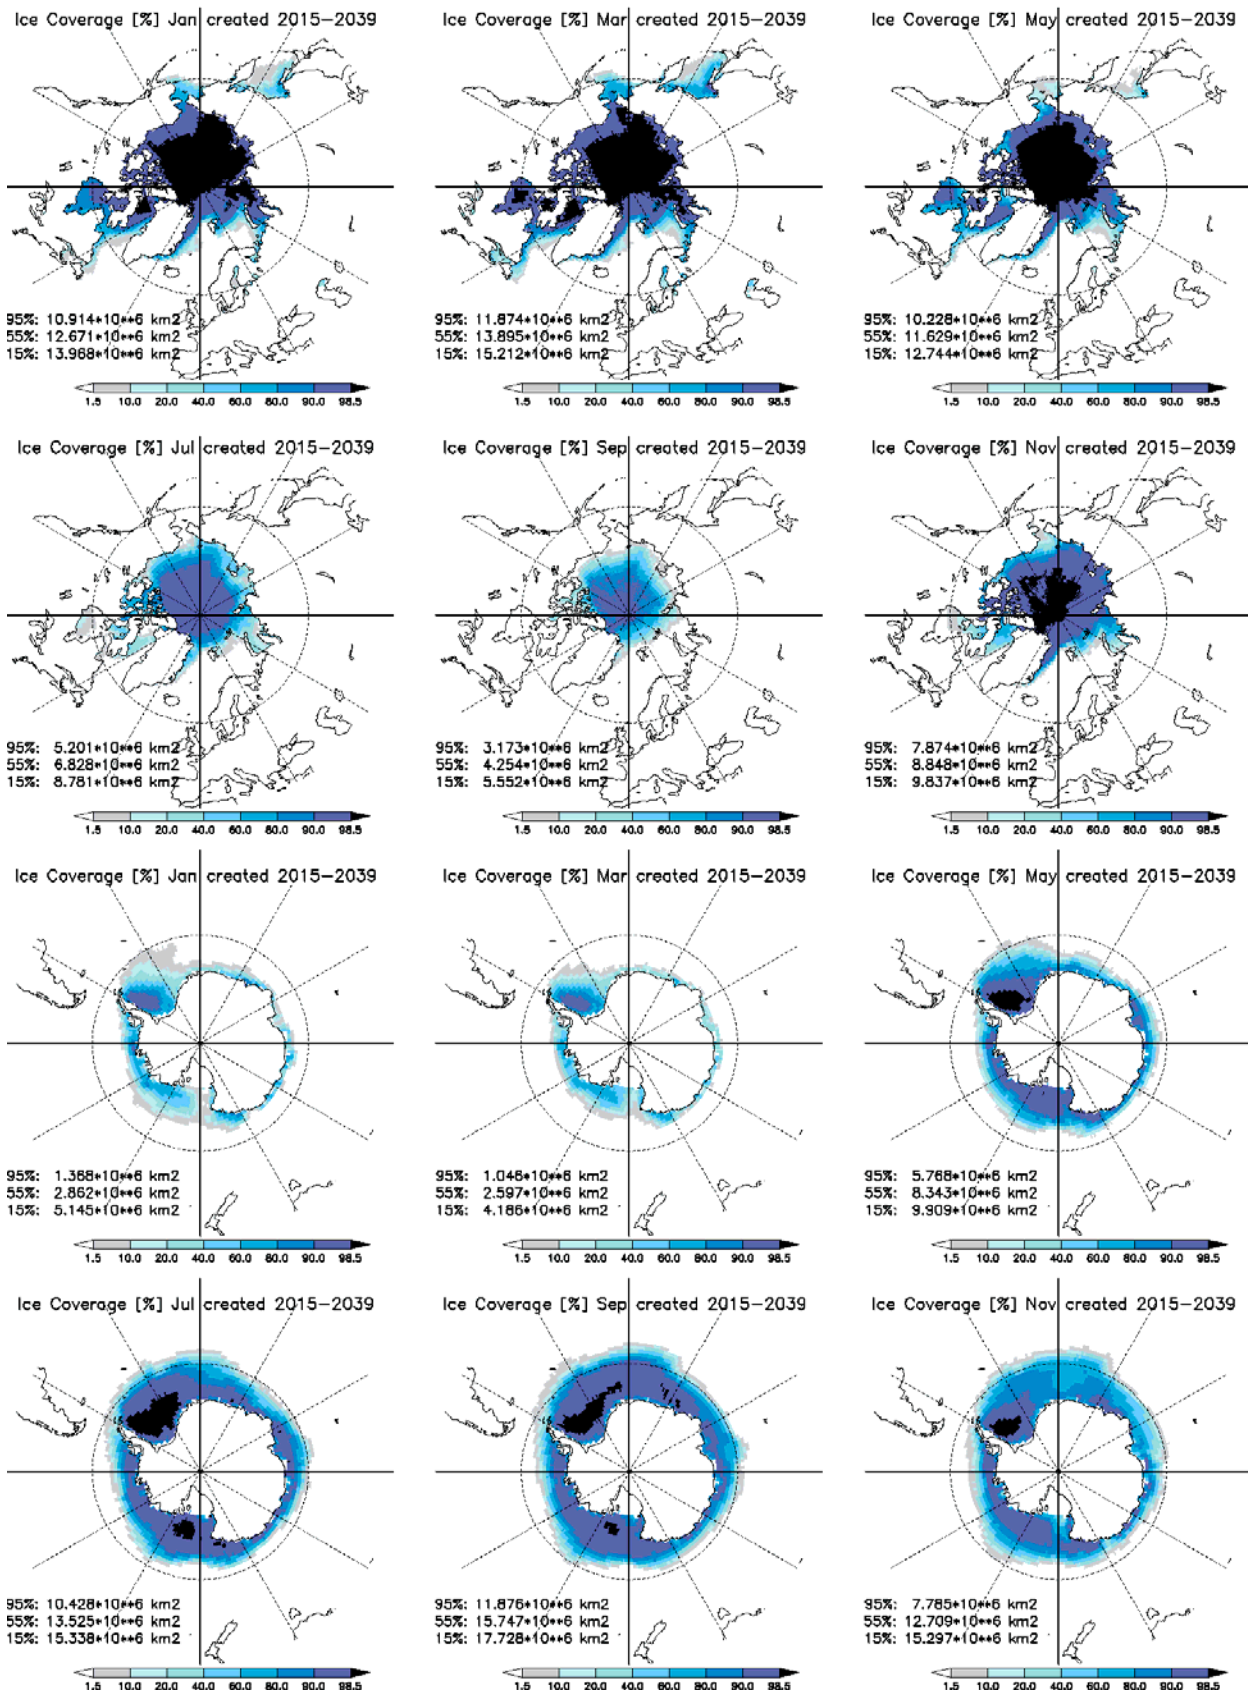 Ice Coverage [%] Jan created 2015-2039
95%: 10.914*10**6 km2
55%: 12.671*10**6 km2
15%: 13.968*10**6 km2
1.5 10.0 20.0 40.0 60.0 80.0 90.0 98.5
Ice Coverage [%] Mar created 2015-2039
95%: 11.874*10**6 km2
55%: 13.895*10**6 km2
15%: 15.212*10**6 km2
1.5 10.0 20.0 40.0 60.0 80.0 90.0 98.5
Ice Coverage [%] May created 2015-2039
95%: 10.228*10**6 km2
55%: 11.629*10**6 km2
15%: 12.744*10**6 km2
1.5 10.0 20.0 40.0 60.0 80.0 90.0 98.5
Ice Coverage [%] Jul created 2015-2039
95%: 5.201*10**6 km2
55%: 6.828*10**6 km2
15%: 8.781*10**6 km2
1.5 10.0 20.0 40.0 60.0 80.0 90.0 98.5
Ice Coverage [%] Sep created 2015-2039
95%: 3.173*10**6 km2
55%: 4.254*10**6 km2
15%: 5.552*10**6 km2
1.5 10.0 20.0 40.0 60.0 80.0 90.0 98.5
Ice Coverage [%] Nov created 2015-2039
95%: 7.874*10**6 km2
55%: 8.848*10**6 km2
15%: 9.837*10**6 km2
1.5 10.0 20.0 40.0 60.0 80.0 90.0 98.5
Ice Coverage [%] Jan created 2015-2039
95%: 1.368*10**6 km2
55%: 2.862*10**6 km2
15%: 5.145*10**6 km2
1.5 10.0 20.0 40.0 60.0 80.0 90.0 98.5
Ice Coverage [%] Mar created 2015-2039
95%: 1.046*10**6 km2
55%: 2.597*10**6 km2
15%: 4.186*10**6 km2
1.5 10.0 20.0 40.0 60.0 80.0 90.0 98.5
Ice Coverage [%] May created 2015-2039
95%: 5.768*10**6 km2
55%: 8.343*10**6 km2
15%: 9.909*10**6 km2
1.5 10.0 20.0 40.0 60.0 80.0 90.0 98.5
Ice Coverage [%] Jul created 2015-2039
95%: 10.428*10**6 km2
55%: 13.525*10**6 km2
15%: 15.338*10**6 km2
1.5 10.0 20.0 40.0 60.0 80.0 90.0 98.5
Ice Coverage [%] Sep created 2015-2039
95%: 11.876*10**6 km2
55%: 15.747*10**6 km2
15%: 17.728*10**6 km2
1.5 10.0 20.0 40.0 60.0 80.0 90.0 98.5
Ice Coverage [%] Nov created 2015-2039
95%: 7.785*10**6 km2
55%: 12.709*10**6 km2
15%: 15.297*10**6 km2
1.5 10.0 20.0 40.0 60.0 80.0 90.0 98.5